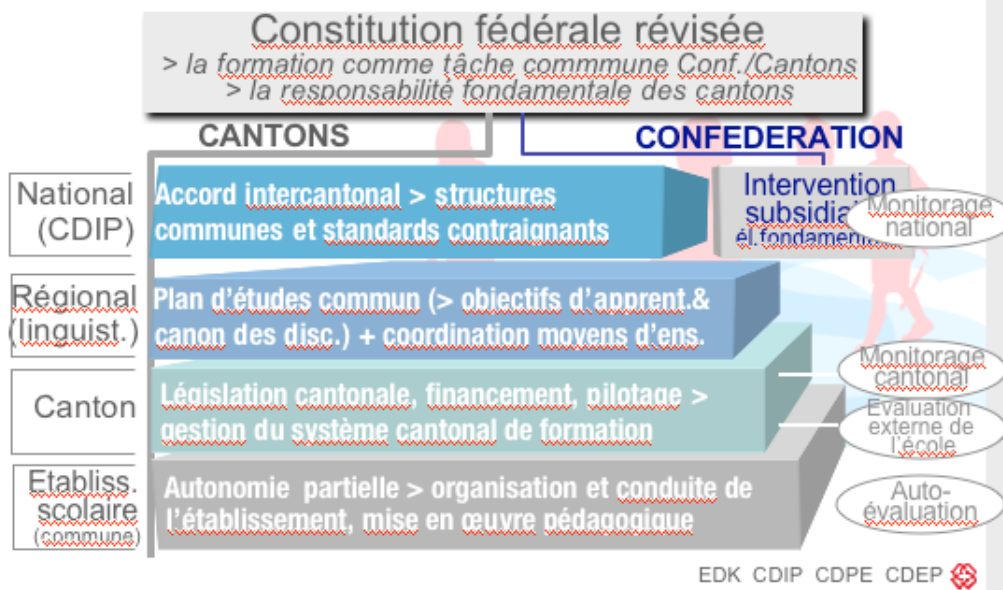 Constitution fédérale révisée
> la formation comme tâche commmune Conf./Cantons
> la responsabilité fondamentale des cantons
CANTONS
CONFEDERATION
National
(CDIP)
Accord intercantonal > structures
communes et standards contraignants
Intervention
él.fondament
Monitorage
national
Régional
(linguist.)
Plan d'études commun (> objectifs d'apprent.&
canon des disc.) + coordination moyens d'ens.
Canton
Législation cantonale, financement, pilotage >
gestion du système cantonal de formation
Monitorage
cantonal
Evaluation
externe de
l'école
Etabliss.
scolaire
(commune)
Autonomie partielle > organisation et conduite de
l'établissement, mise en œuvre pédagogique
Auto-
évaluation
EDK CDIP CDPE CDEP